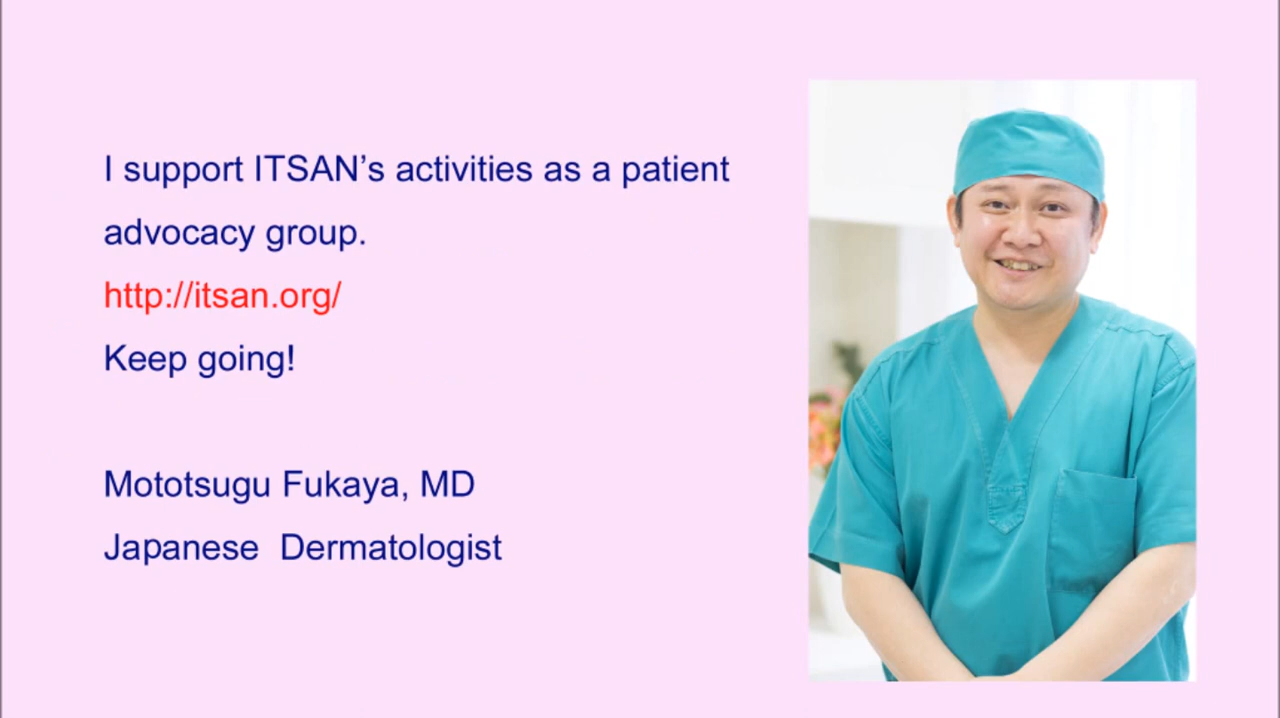 I support ITSAN’s activities as a patient
advocacy group.
http://itsan.org/
Keep going!
Mototsugu Fukaya, MD
Japanese  Dermatologist